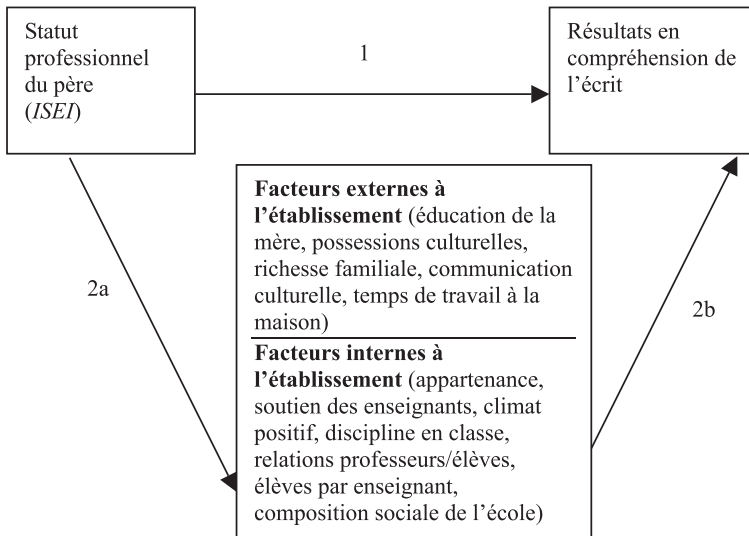 Statut
professionnel
du père
(ISEI)
1
Résultats en
compréhension de
l’écrit
2a
Facteurs externes à
l’établissement (éducation de la
mère, possessions culturelles,
richesse familiale, communication
culturelle, temps de travail à la
maison)
Facteurs internes à
l’établissement (appartenance,
soutien des enseignants, climat
positif, discipline en classe,
relations professeurs/élèves,
élèves par enseignant,
composition sociale de l’école)
2b